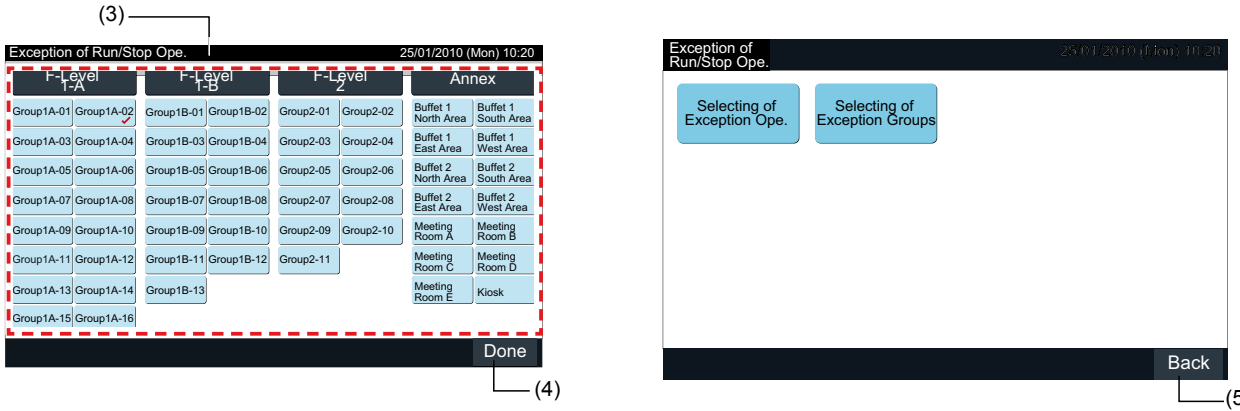 (3)
Exception of Run/Stop Ope. 25/01/2010 (Mon) 10:20
F-Level 1-A F-Level 1-B F-Level 2 Annex
Group1A-01 Group1A-02 Group1B-01 Group1B-02 Group2-01 Group2-02 Buffet 1 North Area Buffet 1 South Area
Group1A-03 Group1A-04 Group1B-03 Group1B-04 Group2-03 Group2-04 Buffet 1 East Area Buffet 1 West Area
Group1A-05 Group1A-06 Group1B-05 Group1B-06 Group2-05 Group2-06 Buffet 2 North Area Buffet 2 South Area
Group1A-07 Group1A-08 Group1B-07 Group1B-08 Group2-07 Group2-08 Buffet 2 East Area Buffet 2 West Area
Group1A-09 Group1A-10 Group1B-09 Group1B-10 Group2-09 Group2-10 Meeting Room A Meeting Room B
Group1A-11 Group1A-12 Group1B-11 Group1B-12 Group2-11 Meeting Room C Meeting Room D
Group1A-13 Group1A-14 Group1B-13 Meeting Room E Kiosk
Group1A-15 Group1A-16
Done
(4)
Exception of
Run/Stop Ope.
25/01/2010 (Mon) 10:20
Selecting of
Exception Ope.
Selecting of
Exception Groups
Back
(5